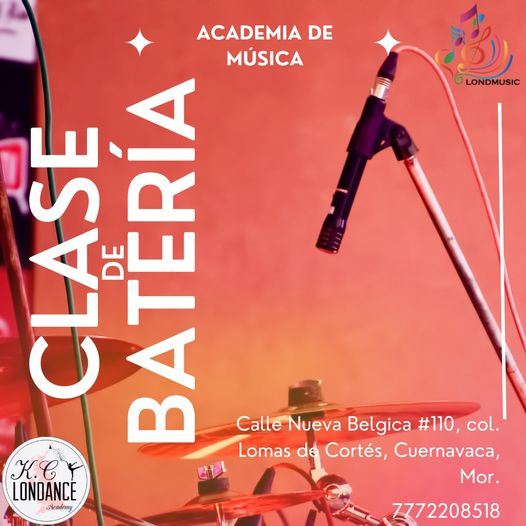 ACADEMIA DE
MÚSICA
LONDMUSIC
CLASE
DE
BATERÍA
Calle Nueva Belgica #110, col.
Lomas de Cortés, Cuernavaca,
Mor.
7772208518
K.C
LONDANCE
Academy